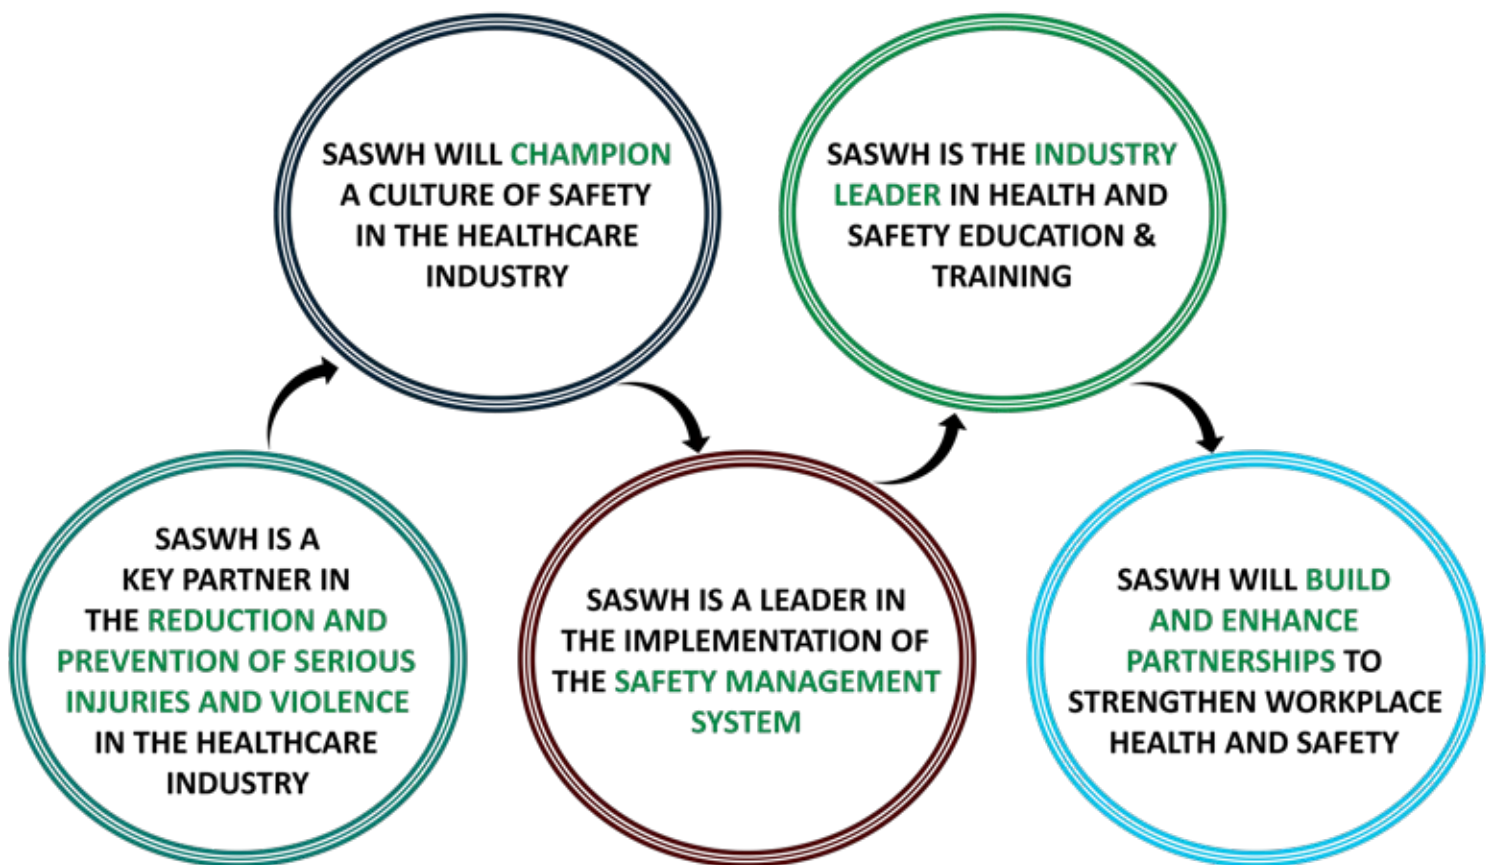 SASWH IS A
KEY PARTNER IN
THE REDUCTION AND
PREVENTION OF SERIOUS
INJURIES AND VIOLENCE
IN THE HEALTHCARE
INDUSTRY
SASWH WILL CHAMPION
A CULTURE OF SAFETY
IN THE HEALTHCARE
INDUSTRY
SASWH IS A LEADER IN
THE IMPLEMENTATION OF
THE SAFETY MANAGEMENT
SYSTEM
SASWH IS THE INDUSTRY
LEADER IN HEALTH AND
SAFETY EDUCATION &
TRAINING
SASWH WILL BUILD
AND ENHANCE
PARTNERSHIPS TO
STRENGTHEN WORKPLACE
HEALTH AND SAFETY